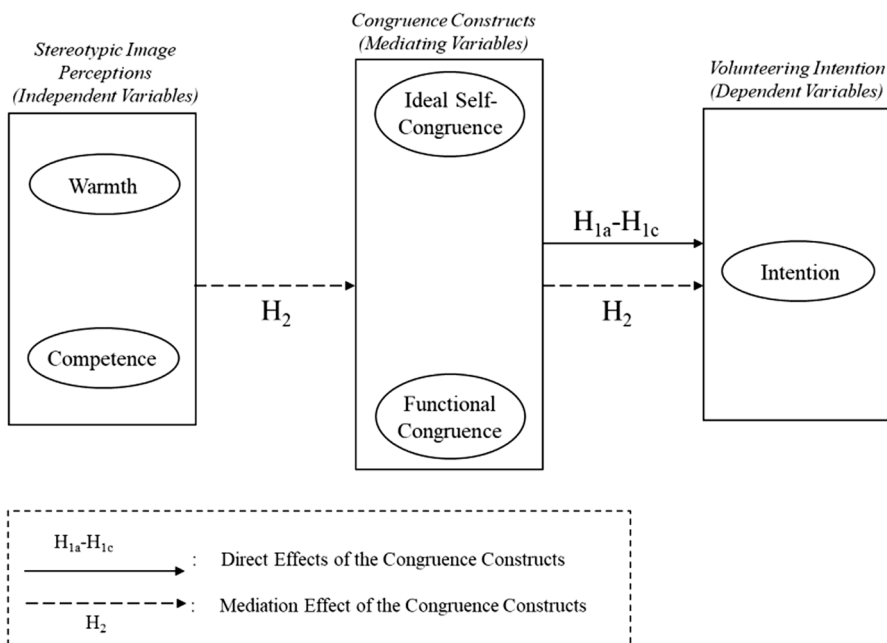 Stereotypic Image
Perceptions
(Independent Variables)
Warmth
Competence
H2
Congruence Constructs
(Mediating Variables)
Ideal Self-
Congruence
Functional
Congruence
H1a-H1c
H2
Volunteering Intention
(Dependent Variables)
Intention
H1a-H1c
: Direct Effects of the Congruence Constructs
: Mediation Effect of the Congruence Constructs
H2